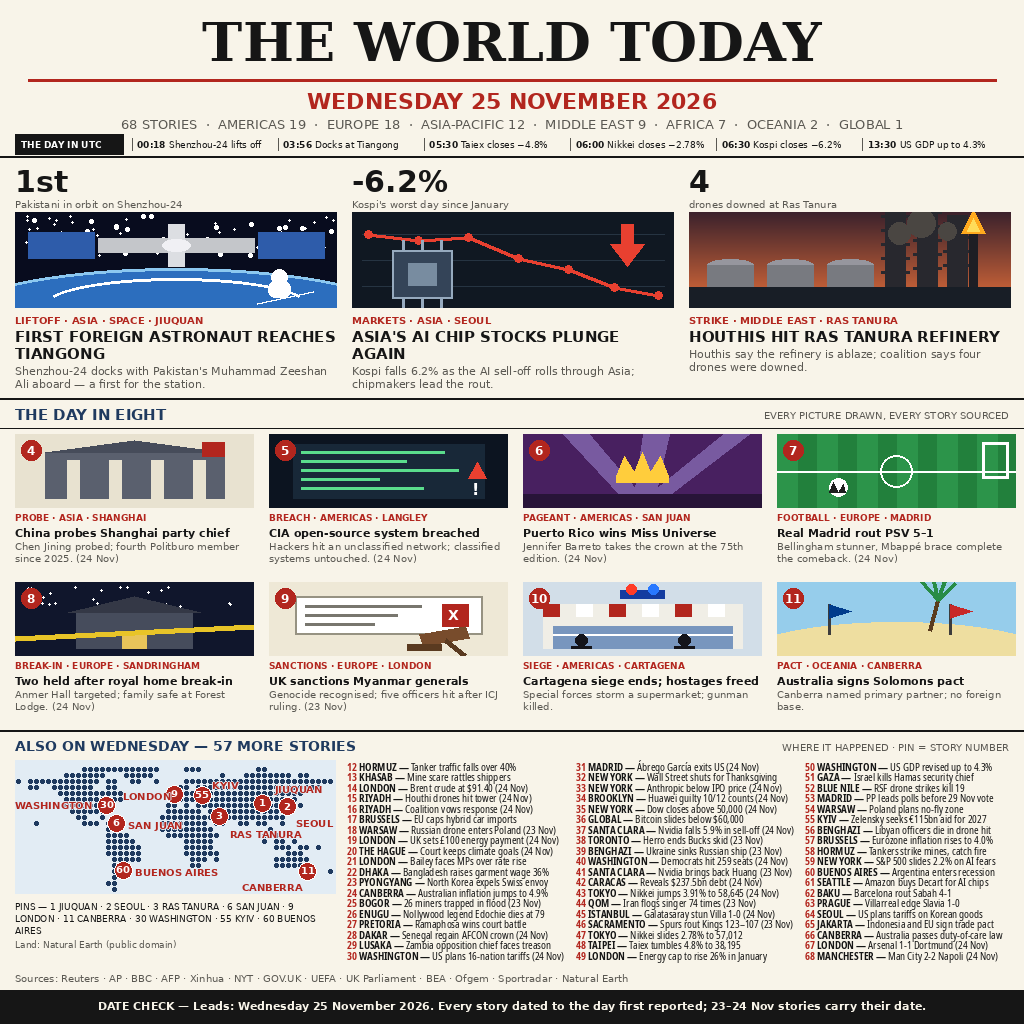 THE WORLD TODAY
WEDNESDAY 25 NOVEMBER 2026
68 STORIES · AMERICAS 19 · EUROPE 18 · ASIA-PACIFIC 12 · MIDDLE EAST 9 · AFRICA 7 · OCEANIA 2 · GLOBAL 1
THE DAY IN UTC
00:18 Shenzhou-24 lifts off
03:56 Docks at Tiangong
05:30 Taiex closes −4.8%
06:00 Nikkei closes −2.78%
06:30 Kospi closes −6.2%
13:30 US GDP up to 4.3%
1st
Pakistani in orbit on Shenzhou-24
LIFTOFF · ASIA · SPACE · JIUQUAN
FIRST FOREIGN ASTRONAUT REACHES
TIANGONG
Shenzhou-24 docks with Pakistan's Muhammad Zeeshan
Ali aboard — a first for the station.
-6.2%
Kospi's worst day since January
MARKETS · ASIA · SEOUL
ASIA'S AI CHIP STOCKS PLUNGE
AGAIN
Kospi falls 6.2% as the AI sell-off rolls through Asia;
chipmakers lead the rout.
4
drones downed at Ras Tanura
STRIKE · MIDDLE EAST · RAS TANURA
HOUTHIS HIT RAS TANURA REFINERY
Houthis say the refinery is ablaze; coalition says four
drones were downed.
THE DAY IN EIGHT
EVERY PICTURE DRAWN, EVERY STORY SOURCED
4
PROBE · ASIA · SHANGHAI
China probes Shanghai party chief
Chen Jining probed; fourth Politburo member
since 2025. (24 Nov)
5
!
BREACH · AMERICAS · LANGLEY
CIA open-source system breached
Hackers hit an unclassified network; classified
systems untouched. (24 Nov)
6
PAGEANT · AMERICAS · SAN JUAN
Puerto Rico wins Miss Universe
Jennifer Barreto takes the crown at the 75th
edition. (24 Nov)
7
FOOTBALL · EUROPE · MADRID
Real Madrid rout PSV 5–1
Bellingham stunner, Mbappé brace complete
the comeback. (24 Nov)
8
BREAK-IN · EUROPE · SANDRINGHAM
Two held after royal home break-in
Anmer Hall targeted; family safe at Forest
Lodge. (24 Nov)
9
X
SANCTIONS · EUROPE · LONDON
UK sanctions Myanmar generals
Genocide recognised; five officers hit after ICJ
ruling. (23 Nov)
10
SIEGE · AMERICAS · CARTAGENA
Cartagena siege ends; hostages freed
Special forces storm a supermarket; gunman
killed.
11
PACT · OCEANIA · CANBERRA
Australia signs Solomons pact
Canberra named primary partner; no foreign
base.
ALSO ON WEDNESDAY — 57 MORE STORIES
WHERE IT HAPPENED · PIN = STORY NUMBER
WASHINGTON 30
LONDON 9
55 KYIV
1 JIUQUAN
2 SEOUL
3 RAS TANURA
6 SAN JUAN
60 BUENOS AIRES
11 CANBERRA
PINS — 1 JIUQUAN · 2 SEOUL · 3 RAS TANURA · 6 SAN JUAN · 9
LONDON · 11 CANBERRA · 30 WASHINGTON · 55 KYIV · 60 BUENOS
AIRES
Land: Natural Earth (public domain)
12 HORMUZ — Tanker traffic falls over 40%
13 KHASAB — Mine scare rattles shippers
14 LONDON — Brent crude at $91.40 (24 Nov)
15 RIYADH — Houthi drones hit tower (24 Nov)
16 RIYADH — Coalition vows response (24 Nov)
17 BRUSSELS — EU caps hybrid car imports
18 WARSAW — Russian drone enters Poland (23 Nov)
19 LONDON — UK sets £100 energy payment (24 Nov)
20 THE HAGUE — Court keeps climate goals (24 Nov)
21 LONDON — Bailey faces MPs over rate rise
22 DHAKA — Bangladesh raises garment wage 36%
23 PYONGYANG — North Korea expels Swiss envoy
24 CANBERRA — Australian inflation jumps to 4.9%
25 BOGOR — 26 miners trapped in flood (23 Nov)
26 ENUGU — Nollywood legend Edochie dies at 79
27 PRETORIA — Ramaphosa wins court battle
28 DAKAR — Senegal regain AFCON crown (24 Nov)
29 LUSAKA — Zambia opposition chief faces treason
30 WASHINGTON — US plans 16-nation tariffs (24 Nov)
31 MADRID — Ábrego García exits US (24 Nov)
32 NEW YORK — Wall Street shuts for Thanksgiving
33 NEW YORK — Anthropic below IPO price (24 Nov)
34 BROOKLYN — Huawei guilty 10/12 counts (24 Nov)
35 NEW YORK — Dow closes above 50,000 (24 Nov)
36 GLOBAL — Bitcoin slides below $60,000
37 SANTA CLARA — Nvidia falls 5.9% in sell-off (24 Nov)
38 TORONTO — Herro ends Bucks skid (23 Nov)
39 BENGHAZI — Ukraine sinks Russian ship (23 Nov)
40 WASHINGTON — Democrats hit 259 seats (24 Nov)
41 SANTA CLARA — Nvidia brings back Huang (23 Nov)
42 CARACAS — Reveals $237.5bn debt (24 Nov)
43 TOKYO — Nikkei jumps 3.91% to 58,645 (24 Nov)
44 QOM — Iran flogs singer 74 times (23 Nov)
45 ISTANBUL — Galatasaray stun Villa 1-0 (24 Nov)
46 SACRAMENTO — Spurs rout Kings 123–107 (23 Nov)
47 TOKYO — Nikkei slides 2.78% to 57,012
48 TAIPEI — Taiex tumbles 4.8% to 38,195
49 LONDON — Energy cap to rise 26% in January
50 WASHINGTON — US GDP revised up to 4.3%
51 GAZA — Israel kills Hamas security chief
52 BLUE NILE — RSF drone strikes kill 19
53 MADRID — PP leads polls before 29 Nov vote
54 WARSAW — Poland plans no-fly zone (24 Nov)
55 KYIV — Zelensky seeks €115bn aid for 2027
56 BENGHAZI — Libyan officers die in drone hit
57 BRUSSELS — Eurozone inflation rises to 4.0%
58 HORMUZ — Tankers strike mines, catch fire
59 NEW YORK — S&P 500 slides 2.2% on AI fears
60 BUENOS AIRES — Argentina enters recession
61 SEATTLE — Amazon buys Decart for AI chips
62 BAKU — Barcelona rout Sabah 4-1
63 PRAGUE — Villarreal edge Slavia 1-0
64 SEOUL — US plans tariffs on Korean goods
65 JAKARTA — Indonesia and EU sign trade pact
66 CANBERRA — Australia passes duty-of-care law
67 LONDON — Arsenal 1-1 Dortmund (24 Nov)
68 MANCHESTER — Man City 2-2 Napoli (24 Nov)
Sources: Reuters · AP · BBC · AFP · Xinhua · NYT · GOV.UK · UEFA · UK Parliament · BEA · Ofgem · Sportradar · Natural Earth
DATE CHECK — Leads: Wednesday 25 November 2026. Every story dated to the day first reported; 23–24 Nov stories carry their date.